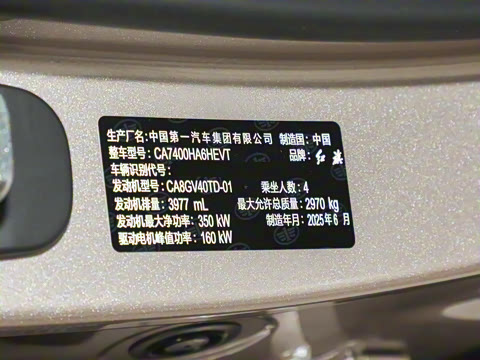 生产厂名:中国第一汽车集团有限公司 制造国:中国
整车型号:CA7400HA6HEVT 品牌:红旗
车辆识别代号:
发动机型号:CA8GV40TD-01 乘坐人数:4
发动机排量:3977 mL 最大允许总质量:2970 kg
发动机最大净功率:350 kW 制造年月:2025年6月
驱动电机峰值功率:160 kW